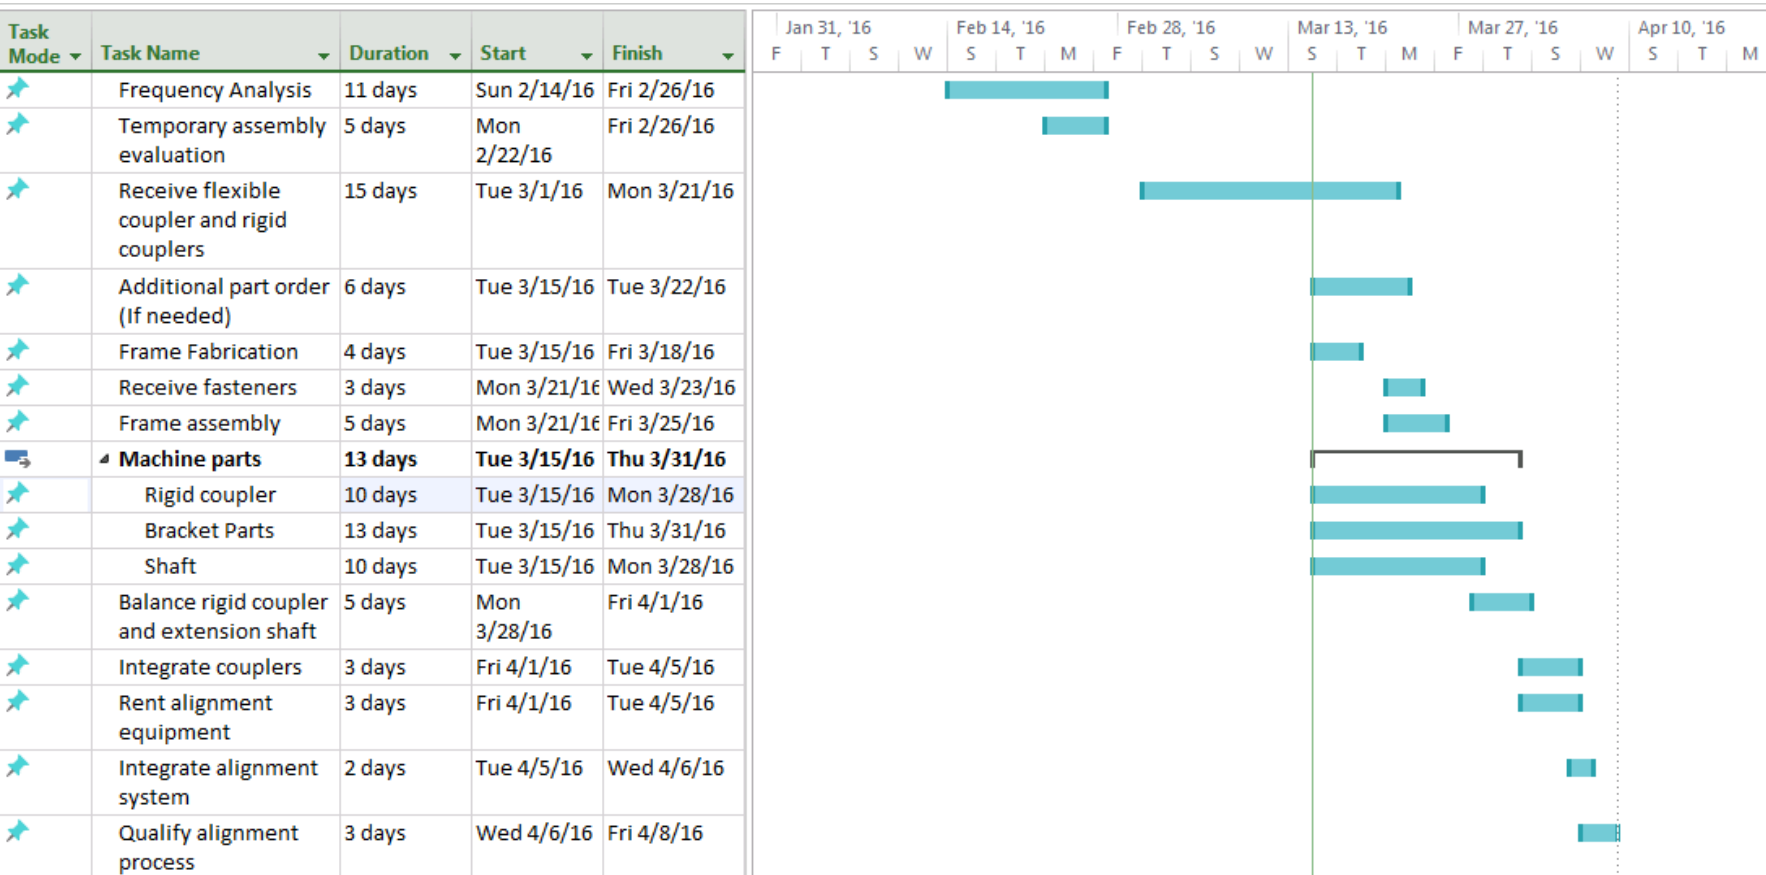 Task Mode Task Name Duration Start Finish
Jan 31, '16 Feb 14, '16 Feb 28, '16 Mar 13, '16 Mar 27, '16 Apr 10, '16
F T S W S T M F T S W S T M F T S W S T M
Frequency Analysis 11 days Sun 2/14/16 Fri 2/26/16
Temporary assembly evaluation 5 days Mon 2/22/16 Fri 2/26/16
Receive flexible coupler and rigid couplers 15 days Tue 3/1/16 Mon 3/21/16
Additional part order (If needed) 6 days Tue 3/15/16 Tue 3/22/16
Frame Fabrication 4 days Tue 3/15/16 Fri 3/18/16
Receive fasteners 3 days Mon 3/21/16 Wed 3/23/16
Frame assembly 5 days Mon 3/21/16 Fri 3/25/16
Machine parts 13 days Tue 3/15/16 Thu 3/31/16
Rigid coupler 10 days Tue 3/15/16 Mon 3/28/16
Bracket Parts 13 days Tue 3/15/16 Thu 3/31/16
Shaft 10 days Tue 3/15/16 Mon 3/28/16
Balance rigid coupler and extension shaft 5 days Mon 3/28/16 Fri 4/1/16
Integrate couplers 3 days Fri 4/1/16 Tue 4/5/16
Rent alignment equipment 3 days Fri 4/1/16 Tue 4/5/16
Integrate alignment system 2 days Tue 4/5/16 Wed 4/6/16
Qualify alignment process 3 days Wed 4/6/16 Fri 4/8/16